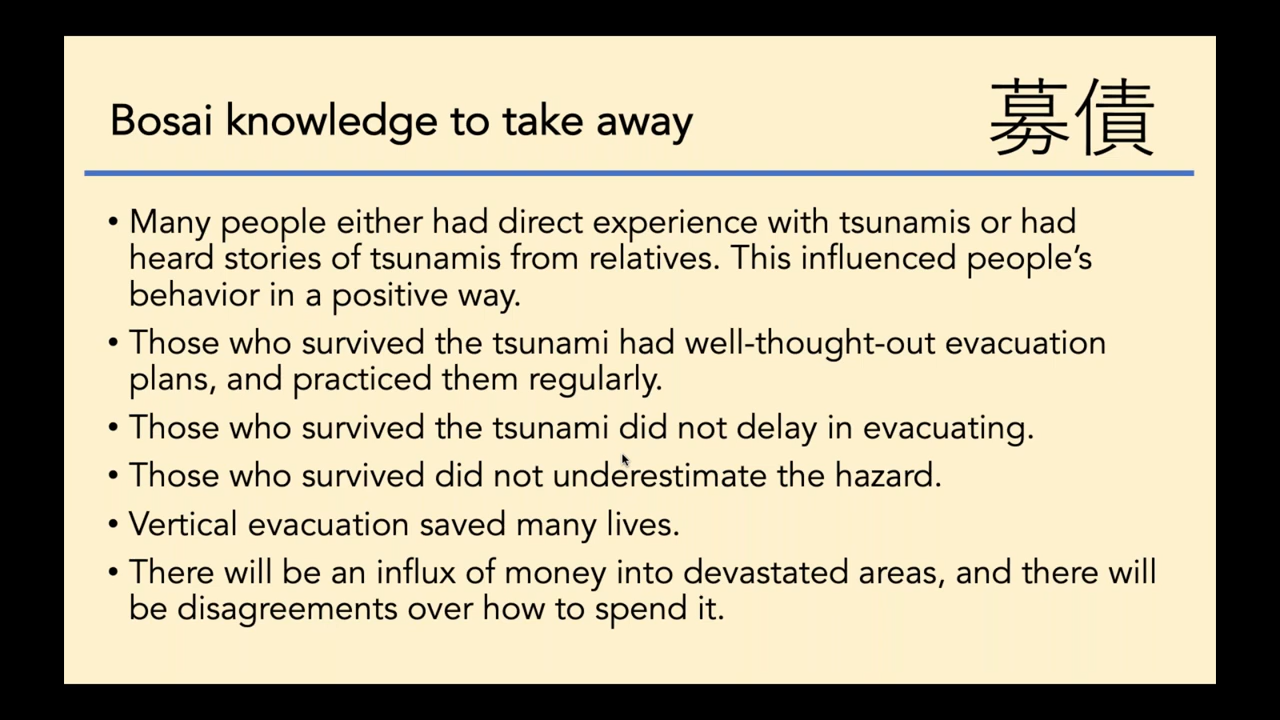 Bosai knowledge to take away
募債
• Many people either had direct experience with tsunamis or had
heard stories of tsunamis from relatives. This influenced people’s
behavior in a positive way.
• Those who survived the tsunami had well-thought-out evacuation
plans, and practiced them regularly.
• Those who survived the tsunami did not delay in evacuating.
• Those who survived did not underestimate the hazard.
• Vertical evacuation saved many lives.
• There will be an influx of money into devastated areas, and there will
be disagreements over how to spend it.